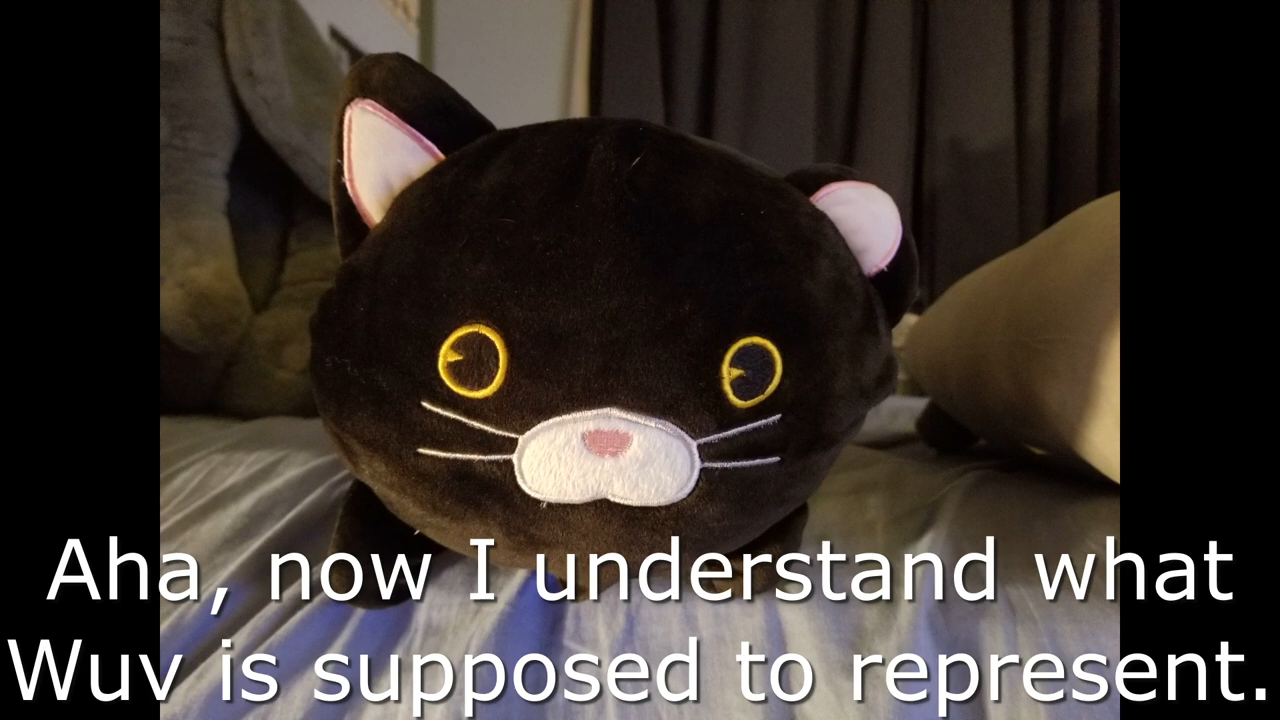 Aha, now I understand what
Wuv is supposed to represent.